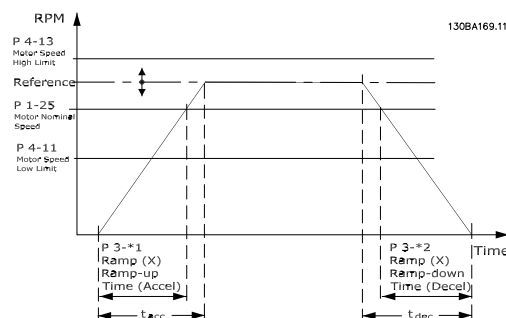 RPM
130BA169.11
P 4-13
Motor Speed
High Limit
Reference
P 1-25
Motor Nominal
Speed
P 4-11
Motor Speed
Low Limit
P 3-*1
Ramp (X)
Ramp-up
Time (Accel)
P 3-*2
Ramp (X)
Ramp-down
Time (Decel)
Time
tacc
tdec